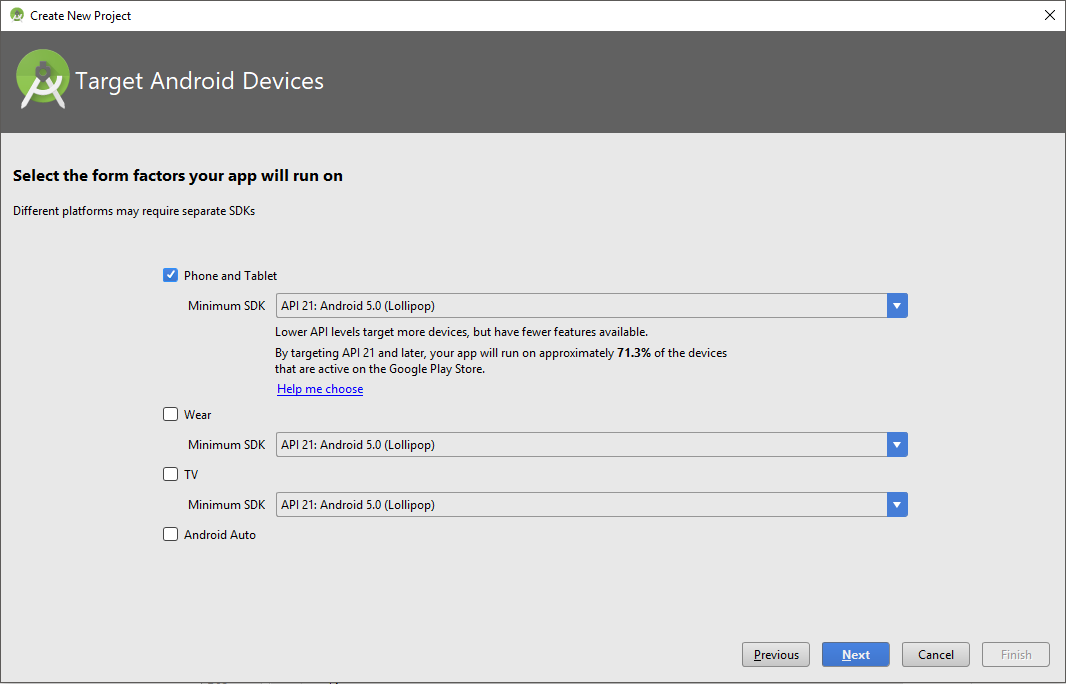 Create New Project
Target Android Devices
Select the form factors your app will run on
Different platforms may require separate SDKs
Phone and Tablet
Minimum SDK API 21: Android 5.0 (Lollipop)
Lower API levels target more devices, but have fewer features available.
By targeting API 21 and later, your app will run on approximately 71.3% of the devices
that are active on the Google Play Store.
Help me choose
Wear
Minimum SDK API 21: Android 5.0 (Lollipop)
TV
Minimum SDK API 21: Android 5.0 (Lollipop)
Android Auto
Previous Next Cancel Finish